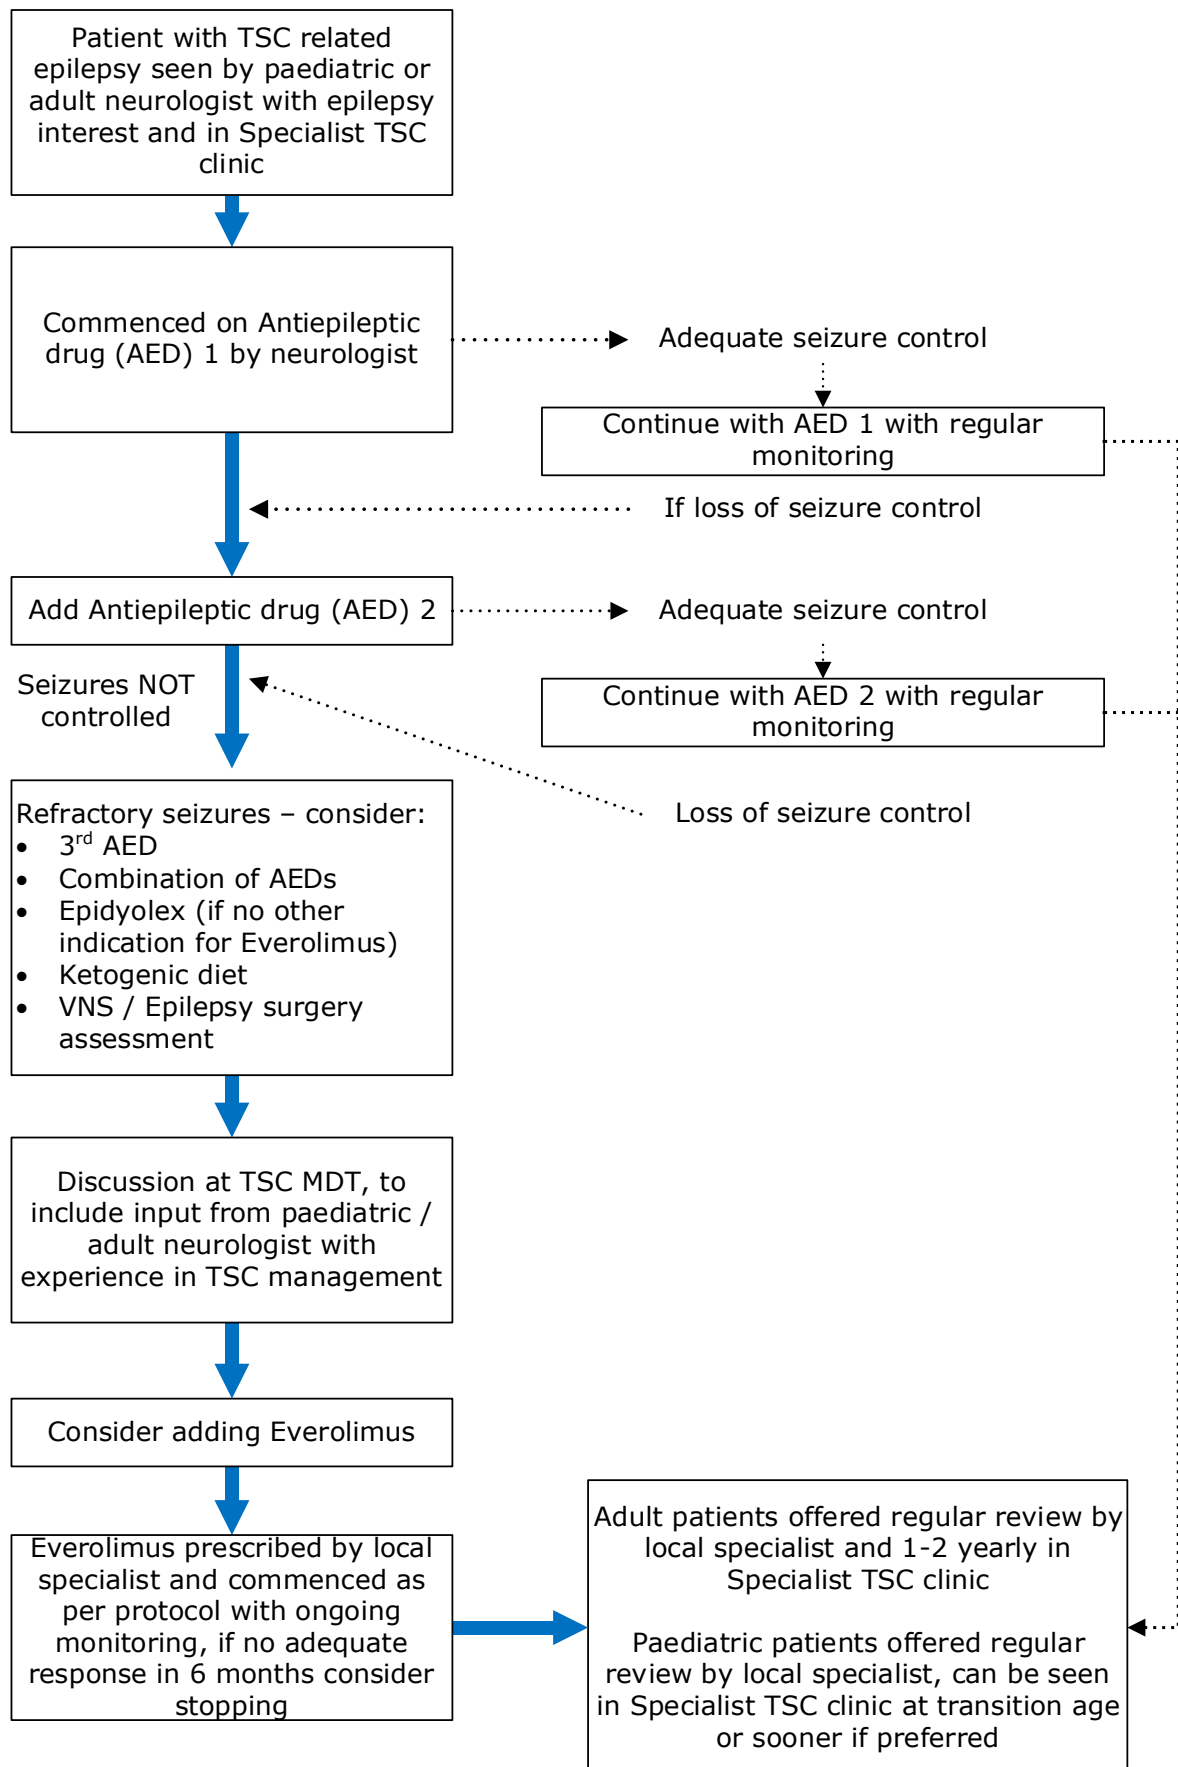 Patient with TSC related
epilepsy seen by paediatric or
adult neurologist with epilepsy
interest and in Specialist TSC
clinic
Commenced on Antiepileptic
drug (AED) 1 by neurologist
Adequate seizure control
Continue with AED 1 with regular
monitoring
If loss of seizure control
Add Antiepileptic drug (AED) 2
Adequate seizure control
Continue with AED 2 with regular
monitoring
Seizures NOT
controlled
Loss of seizure control
Refractory seizures – consider:
• 3rd AED
• Combination of AEDs
• Epidyolex (if no other
indication for Everolimus)
• Ketogenic diet
• VNS / Epilepsy surgery
assessment
Discussion at TSC MDT, to
include input from paediatric /
adult neurologist with
experience in TSC management
Consider adding Everolimus
Everolimus prescribed by local
specialist and commenced as
per protocol with ongoing
monitoring, if no adequate
response in 6 months consider
stopping
Adult patients offered regular review by
local specialist and 1-2 yearly in
Specialist TSC clinic
Paediatric patients offered regular
review by local specialist, can be seen
in Specialist TSC clinic at transition age
or sooner if preferred